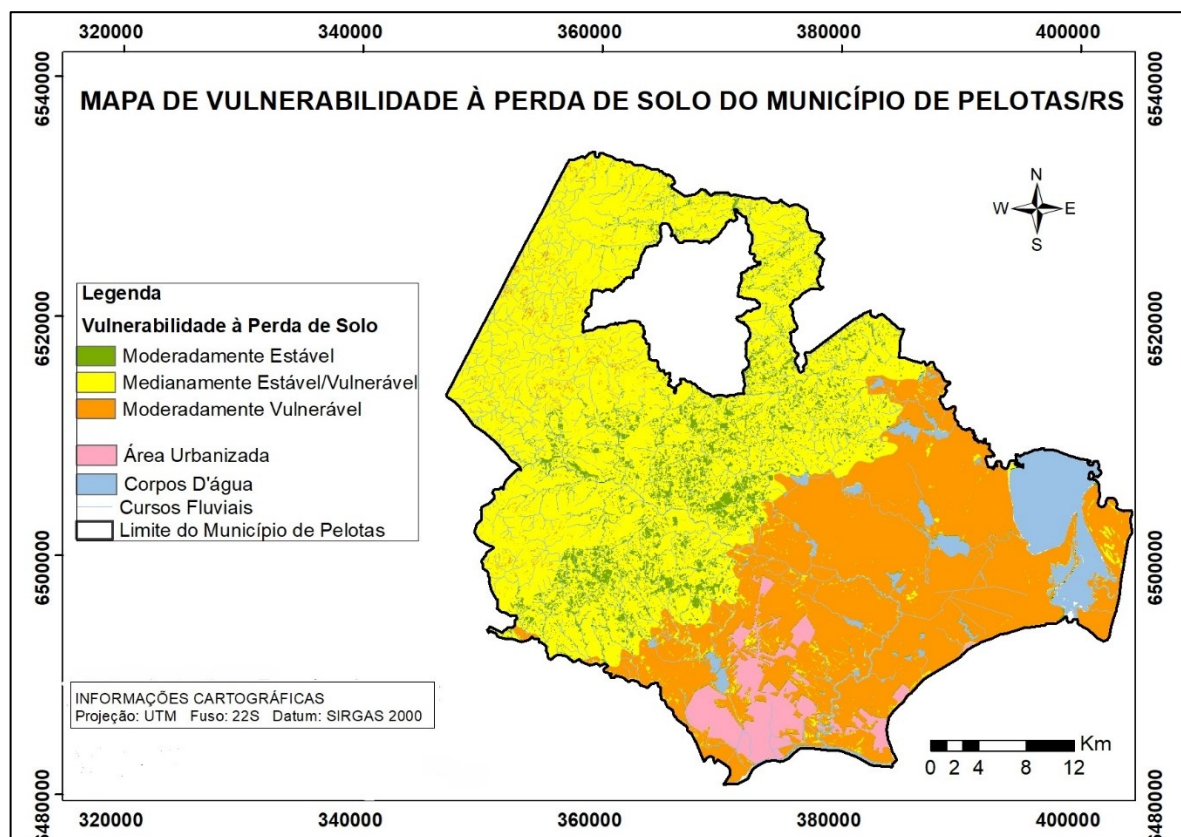 320000 340000 360000 380000 400000
6540000 6540000
MAPA DE VULNERABILIDADE À PERDA DE SOLO DO MUNICÍPIO DE PELOTAS/RS
N
W E
S
6520000 6520000
Legenda
Vulnerabilidade à Perda de Solo
Moderadamente Estável
Medianamente Estável/Vulnerável
Moderadamente Vulnerável
Área Urbanizada
Corpos D'água
Cursos Fluviais
Limite do Município de Pelotas
6500000 6500000
INFORMAÇÕES CARTOGRÁFICAS
Projeção: UTM Fuso: 22S Datum: SIRGAS 2000
Km
0 2 4 8 12
6480000 6480000
320000 340000 360000 380000 400000